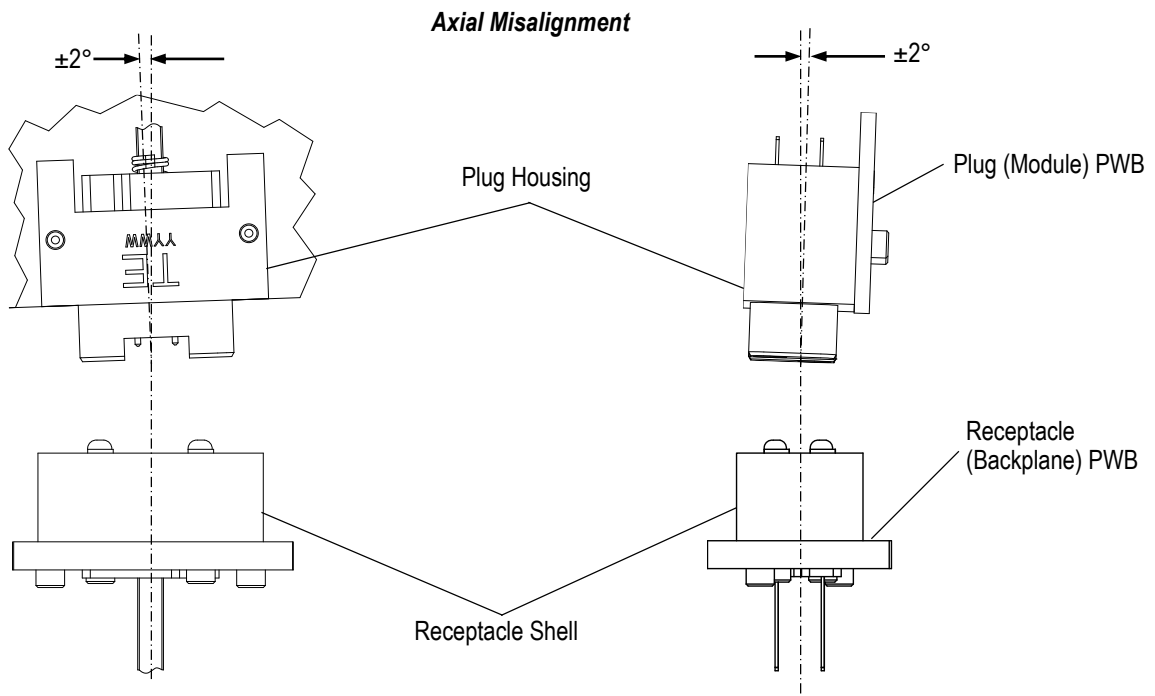 Axial Misalignment
±2°
±2°
Plug Housing
Plug (Module) PWB
YYWW
TE
Receptacle
(Backplane) PWB
Receptacle Shell